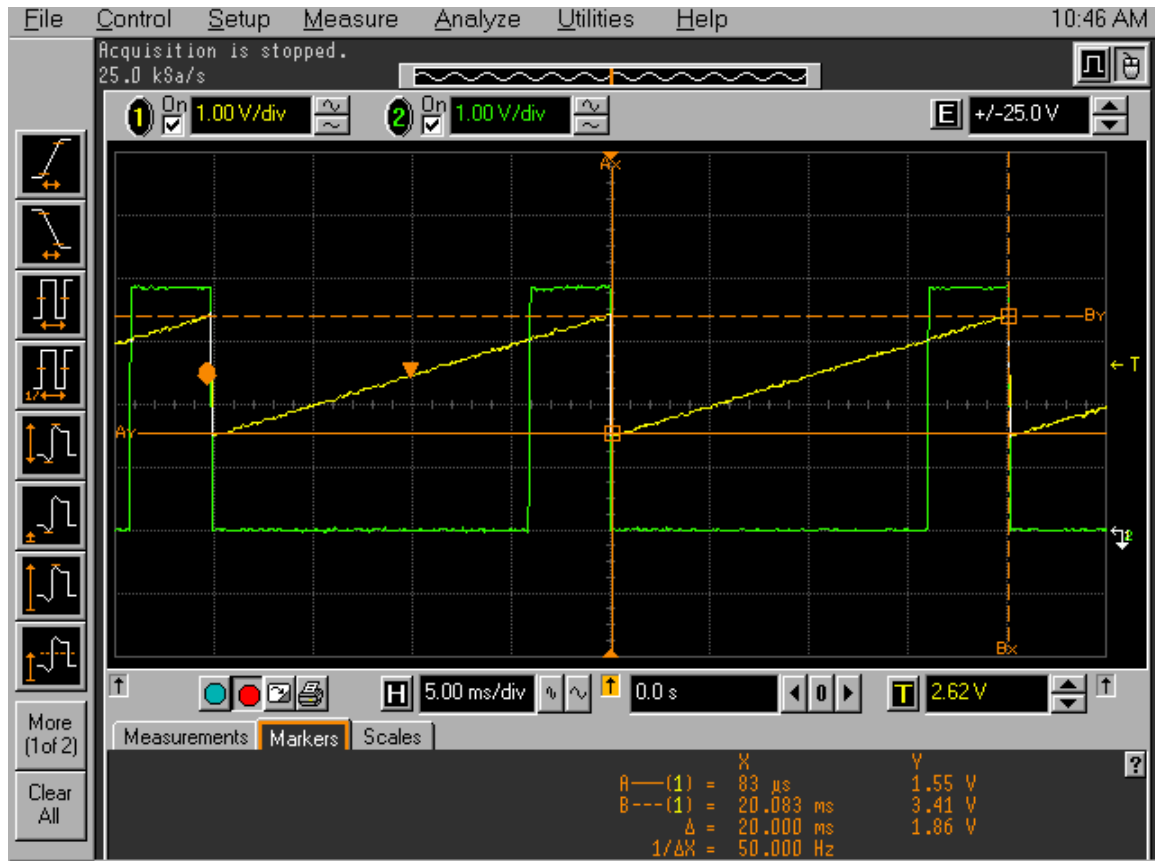 File Control Setup Measure Analyze Utilities Help 10:46 AM
Acquisition is stopped.
25.0 kSa/s
1 On 1.00 V/div 2 On 1.00 V/div E +/-25.0 V
Ax
By
T
Ay
Bx
1/
H 5.00 ms/div 0.0 s 0 T 2.62 V
More
(1 of 2)
Clear
All
Measurements Markers Scales
?
X Y
A——(1) = 83 µs 1.55 V
B---(1) = 20.083 ms 3.41 V
Δ = 20.000 ms 1.86 V
1/ΔX = 50.000 Hz